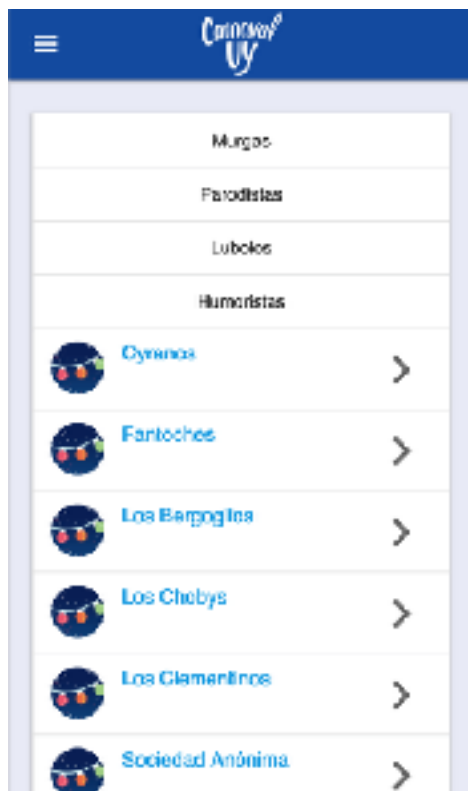 Carnaval
UY
Murgas
Parodistas
Lubolos
Humoristas
Cyranos
Fantoches
Los Bergoglios
Los Chobys
Los Clementinos
Sociedad Anónima